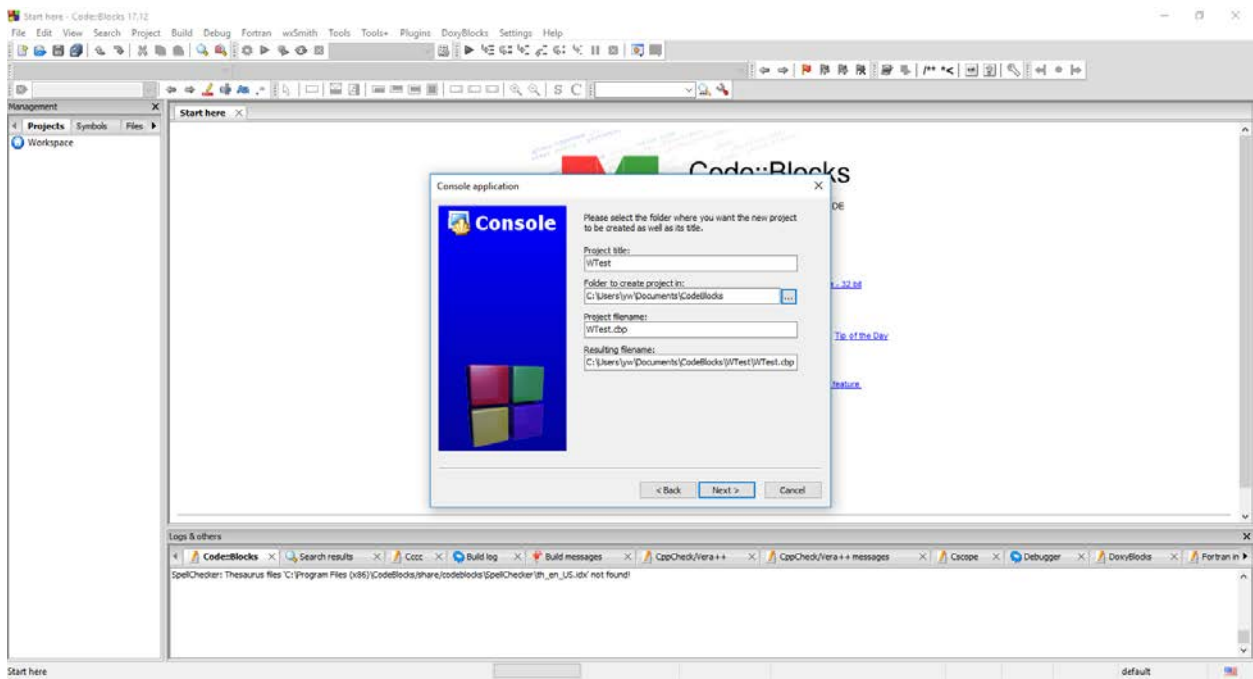 Start here - Code::Blocks 17.12
File Edit View Search Project Build Debug Fortran wxSmith Tools Tools+ Plugins DoxyBlocks Settings Help
/** *<
S C
Management
Start here
Projects Symbols Files
Workspace
Code::Blocks
DE
Console application
Console
Please select the folder where you want the new project
to be created as well as its title.
Project title:
WTest
Folder to create project in:
C:\Users\yw\Documents\CodeBlocks
...
- 32 bit
Project filename:
WTest.cbp
Tip of the Day
Resulting filename:
C:\Users\yw\Documents\CodeBlocks\WTest\WTest.cbp
feature
< Back Next > Cancel
Logs & others
Code::Blocks Search results Cccc Build log Build messages CppCheck/Vera++ CppCheck/Vera++ messages Cscope Debugger DoxyBlocks Fortran in
SpellChecker: Thesaurus files 'C:\Program Files (x86)\CodeBlocks/share/codeblocks\SpellChecker\th_en_US.idx' not found!
Start here default